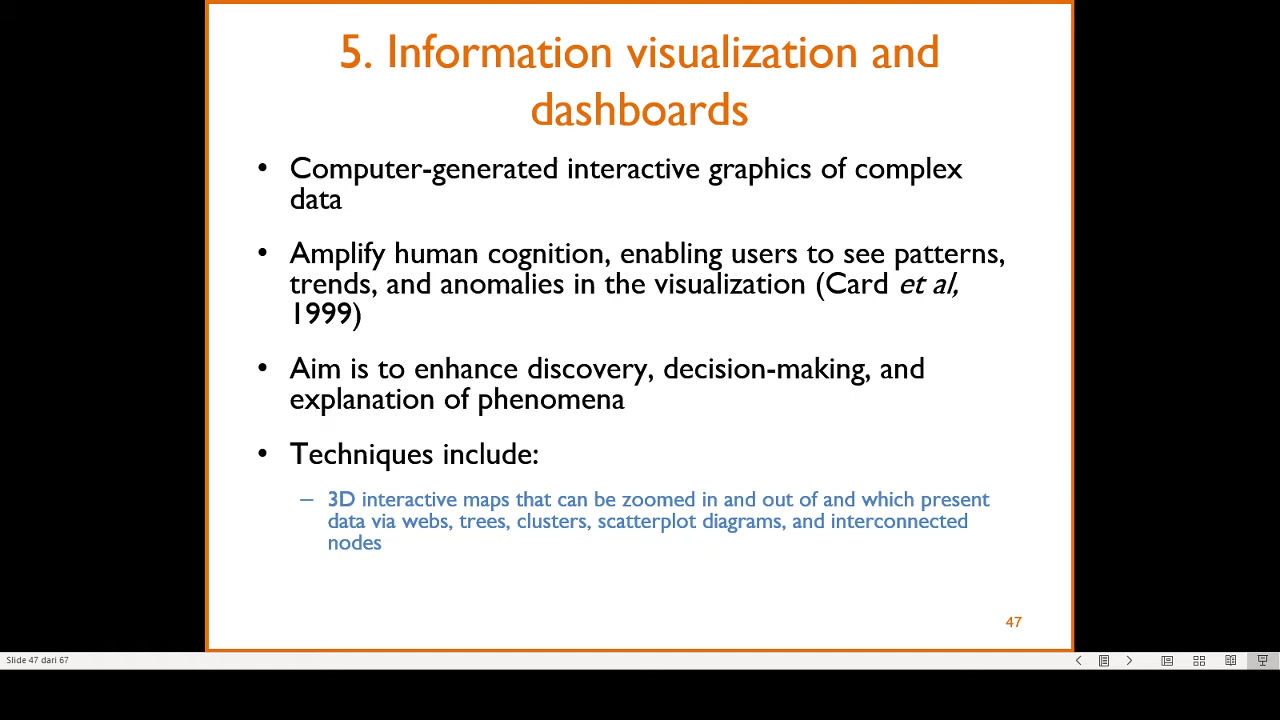 5. Information visualization and
dashboards
• Computer-generated interactive graphics of complex
data
• Amplify human cognition, enabling users to see patterns,
trends, and anomalies in the visualization (Card et al,
1999)
• Aim is to enhance discovery, decision-making, and
explanation of phenomena
• Techniques include:
– 3D interactive maps that can be zoomed in and out of and which present
data via webs, trees, clusters, scatterplot diagrams, and interconnected
nodes
47
Slide 47 dari 67